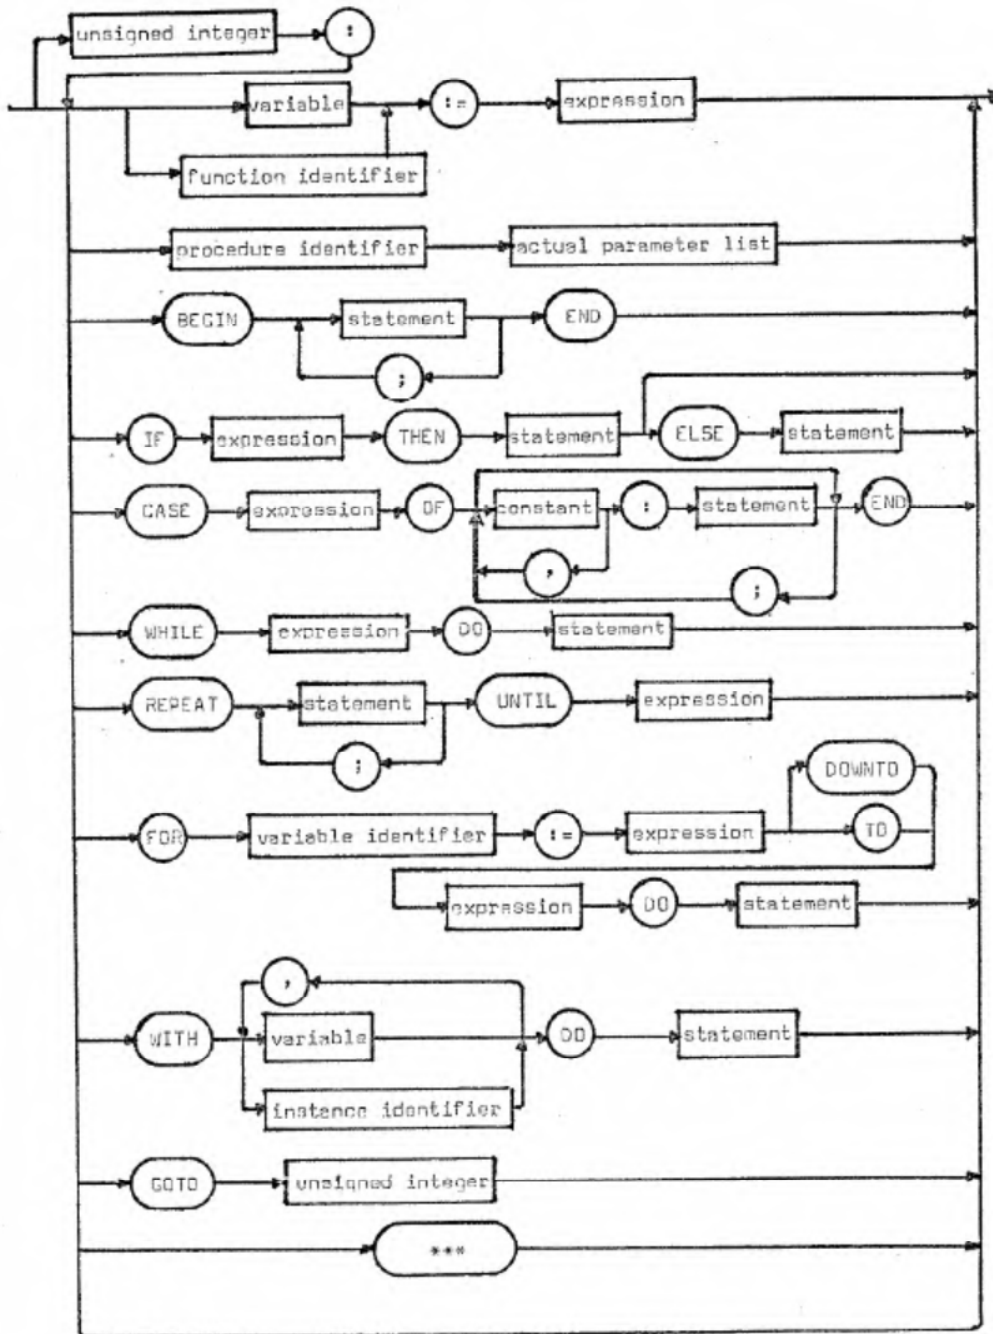 unsigned integer :
variable := expression
function identifier
procedure identifier actual parameter list
BEGIN statement END
;
IF expression THEN statement ELSE statement
CASE expression OF constant : statement END
, ;
WHILE expression DO statement
REPEAT statement UNTIL expression
;
DOWNTO
FOR variable identifier := expression TO
expression DO statement
,
WITH variable DO statement
instance identifier
GOTO unsigned integer
***